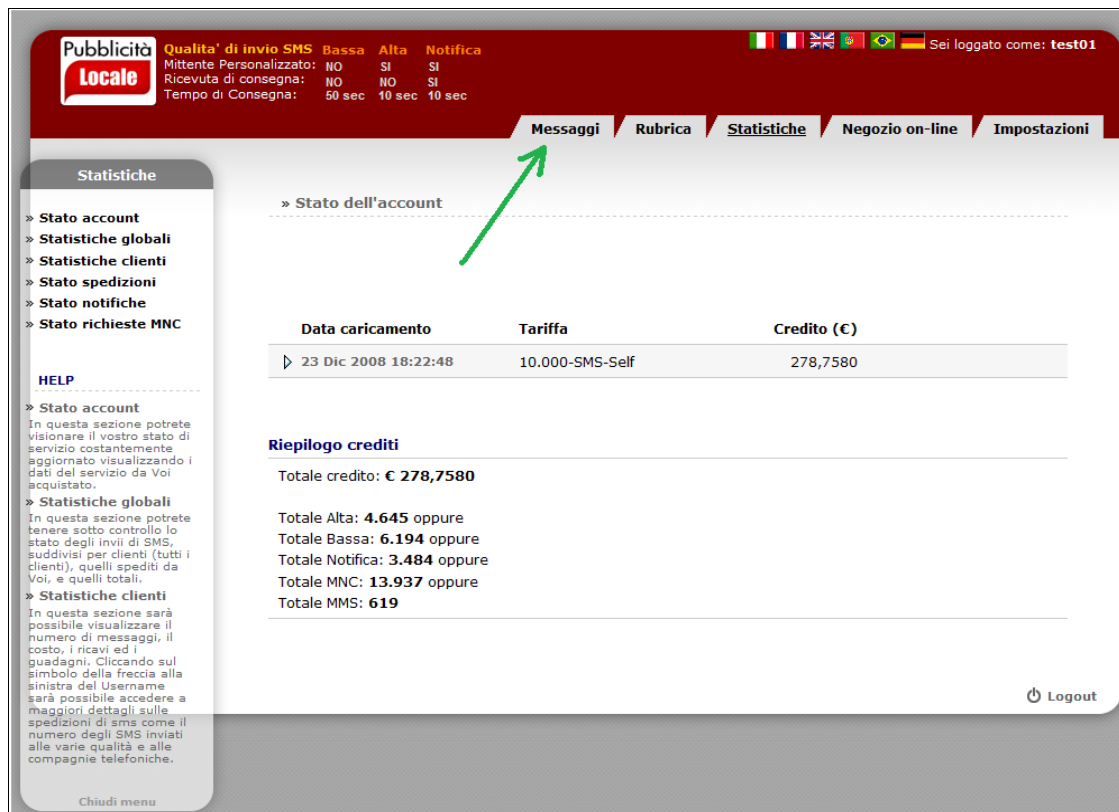 Pubblicità
Locale
Qualita' di invio SMS Bassa Alta Notifica
Mittente Personalizzato: NO SI SI
Ricevuta di consegna: NO NO SI
Tempo di Consegna: 50 sec 10 sec 10 sec
Sei loggato come: test01
Messaggi Rubrica Statistiche Negozio on-line Impostazioni
Statistiche
» Stato account
» Statistiche globali
» Statistiche clienti
» Stato spedizioni
» Stato notifiche
» Stato richieste MNC
HELP
» Stato account
In questa sezione potrete
visionare il vostro stato di
servizio costantemente
aggiornato visualizzando i
dati del servizio da Voi
acquistato.
» Statistiche globali
In questa sezione potrete
tenere sotto controllo lo
stato degli invii di SMS,
suddivisi per clienti (tutti i
clienti), quelli spediti da
Voi, e quelli totali.
» Statistiche clienti
In questa sezione sarà
possibile visualizzare il
numero di messaggi, il
costo, i ricavi ed i
guadagni. Cliccando sul
simbolo della freccia alla
sinistra del Username
sarà possibile accedere a
maggiori dettagli sulle
spedizioni di sms come il
numero degli SMS inviati
alle varie qualità e alle
compagnie telefoniche.
Chiudi menu
» Stato dell'account
Data caricamento Tariffa Credito (€)
23 Dic 2008 18:22:48 10.000-SMS-Self 278,7580
Riepilogo crediti
Totale credito: € 278,7580
Totale Alta: 4.645 oppure
Totale Bassa: 6.194 oppure
Totale Notifica: 3.484 oppure
Totale MNC: 13.937 oppure
Totale MMS: 619
Logout